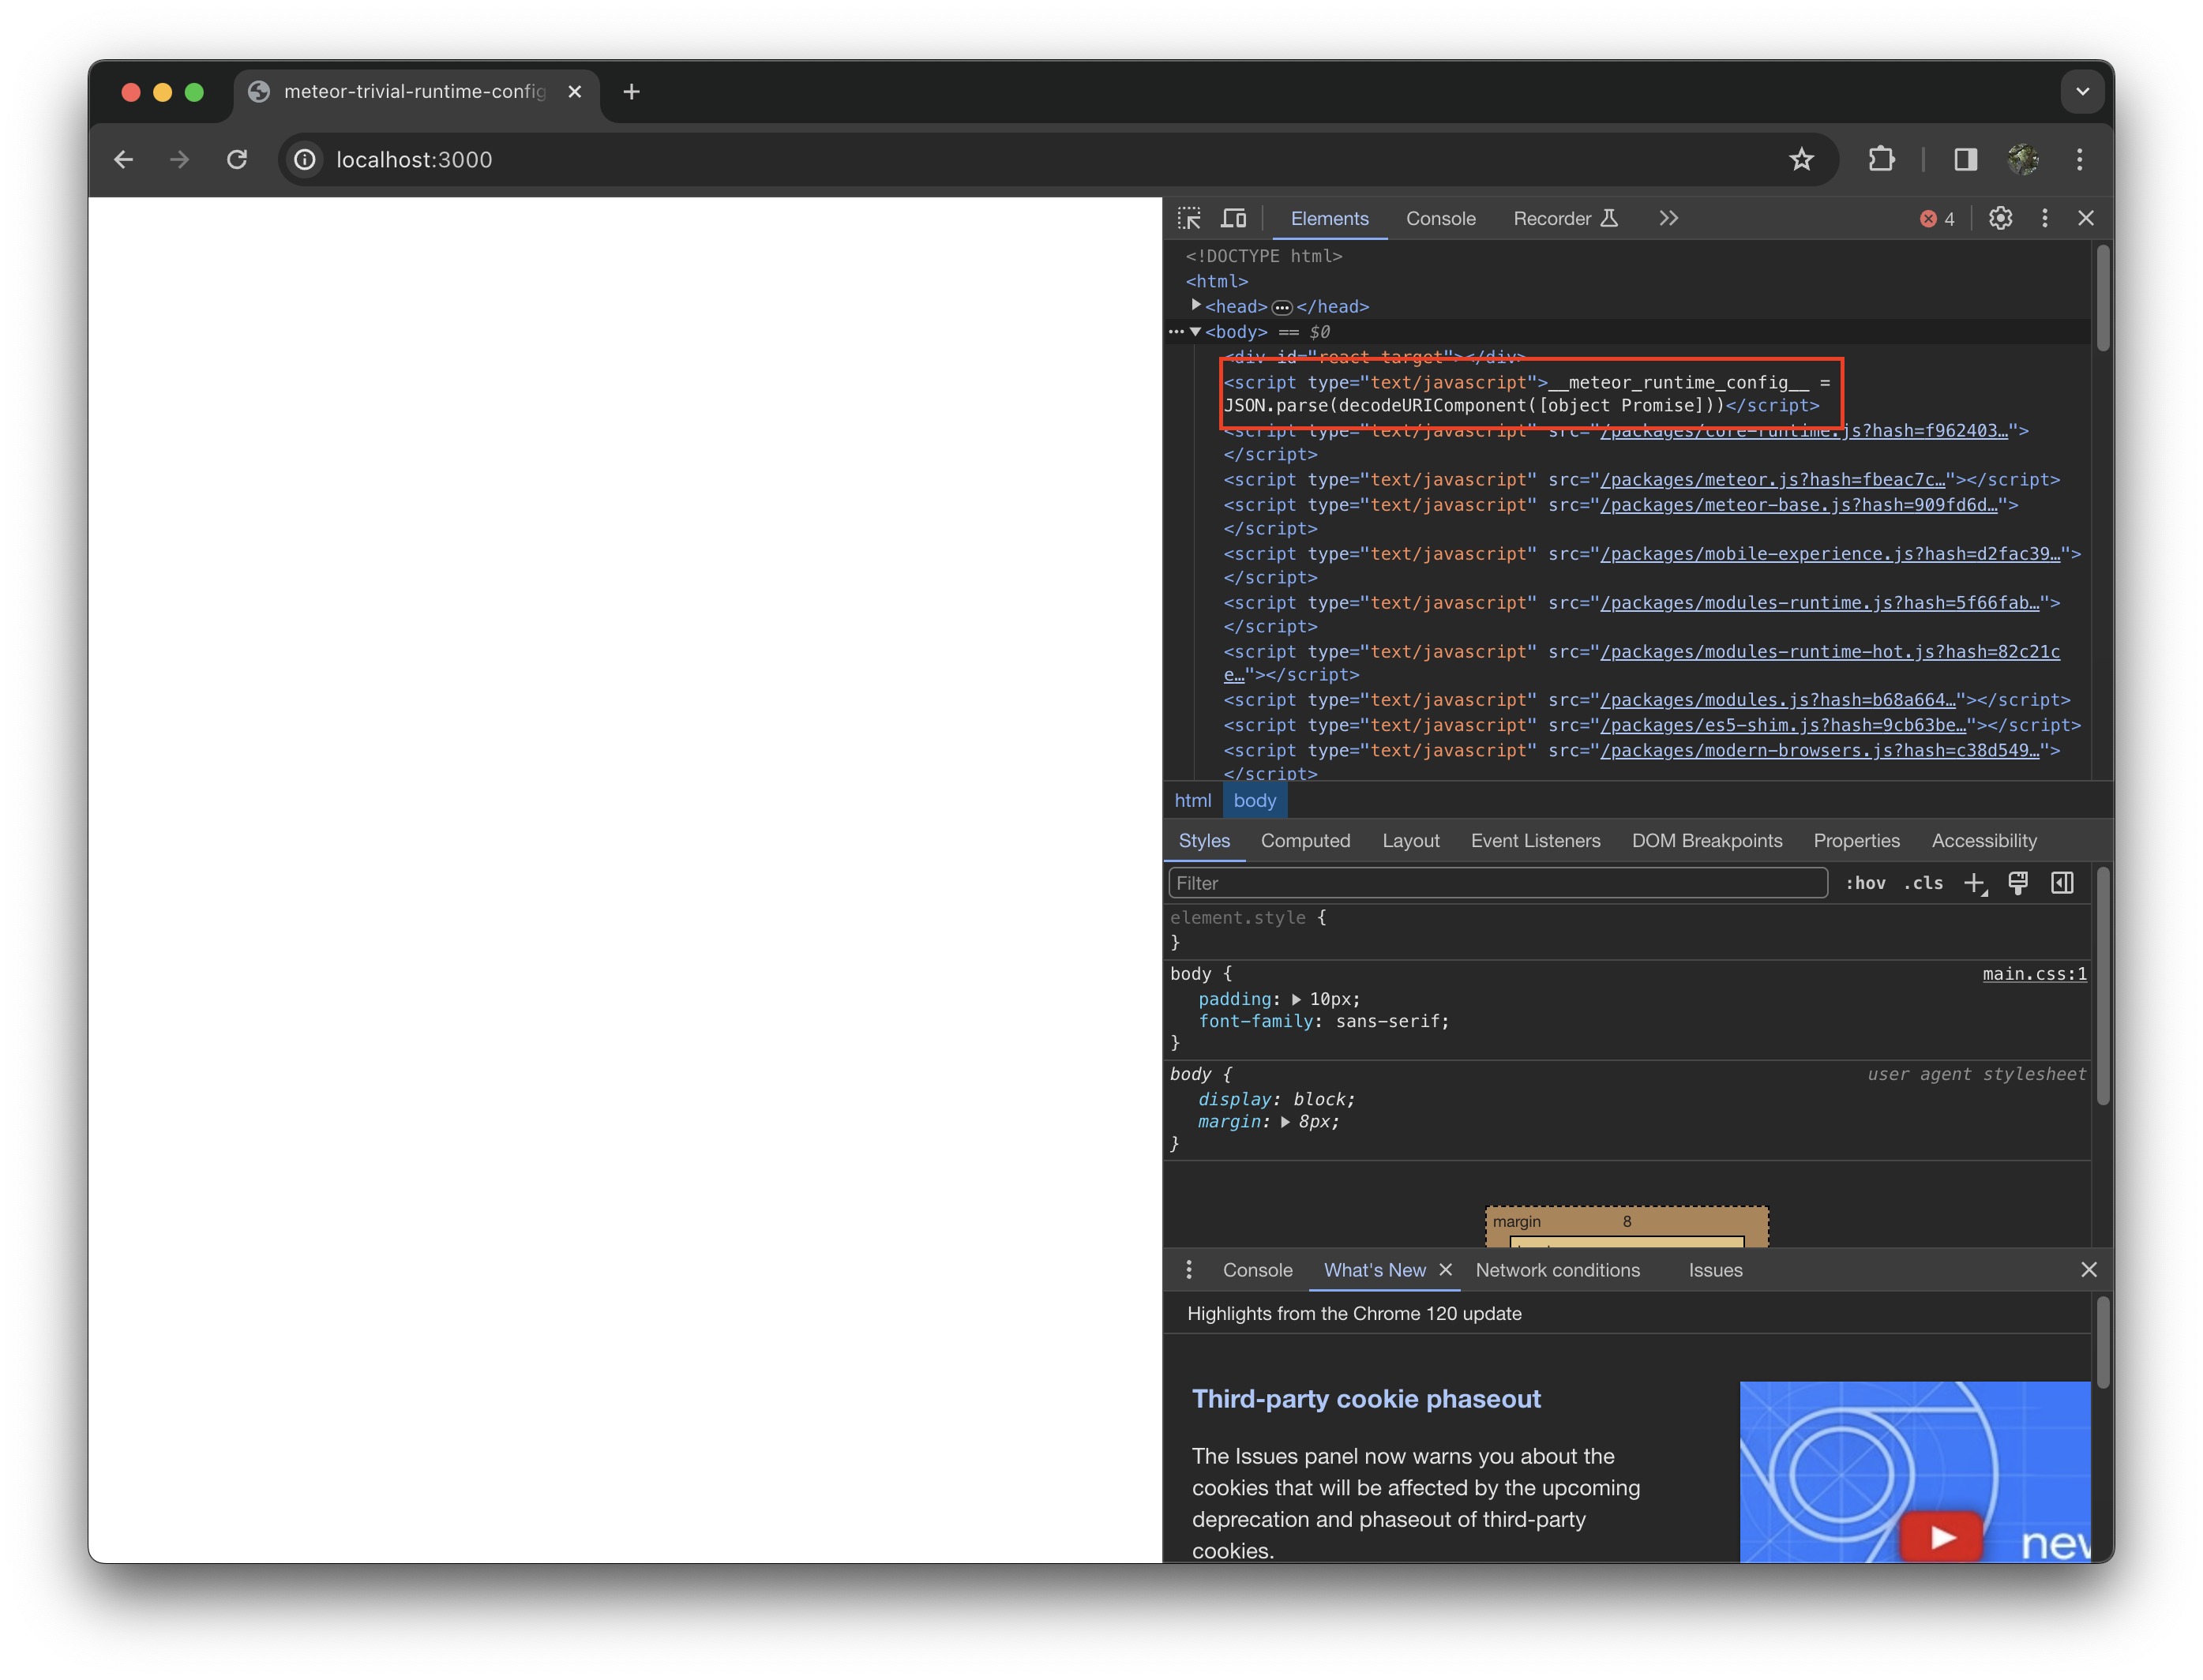 meteor-trivial-runtime-config
localhost:3000
Elements Console Recorder 4
<!DOCTYPE html>
<html>
<head> … </head>
… <body> == $0
<div id="react-target"></div>
<script type="text/javascript">__meteor_runtime_config__ =
JSON.parse(decodeURIComponent([object Promise]))</script>
<script type="text/javascript" src="/packages/core-runtime.js?hash=f962403…">
</script>
<script type="text/javascript" src="/packages/meteor.js?hash=fbeac7c…"></script>
<script type="text/javascript" src="/packages/meteor-base.js?hash=909fd6d…">
</script>
<script type="text/javascript" src="/packages/mobile-experience.js?hash=d2fac39…">
</script>
<script type="text/javascript" src="/packages/modules-runtime.js?hash=5f66fab…">
</script>
<script type="text/javascript" src="/packages/modules-runtime-hot.js?hash=82c21c
e…"></script>
<script type="text/javascript" src="/packages/modules.js?hash=b68a664…"></script>
<script type="text/javascript" src="/packages/es5-shim.js?hash=9cb63be…"></script>
<script type="text/javascript" src="/packages/modern-browsers.js?hash=c38d549…">
</script>
html body
Styles Computed Layout Event Listeners DOM Breakpoints Properties Accessibility
Filter :hov .cls
element.style {
}
body { main.css:1
padding: 10px;
font-family: sans-serif;
}
body { user agent stylesheet
display: block;
margin: 8px;
}
margin 8
Console What's New Network conditions Issues
Highlights from the Chrome 120 update
Third-party cookie phaseout
The Issues panel now warns you about the
cookies that will be affected by the upcoming
deprecation and phaseout of third-party
cookies.
new